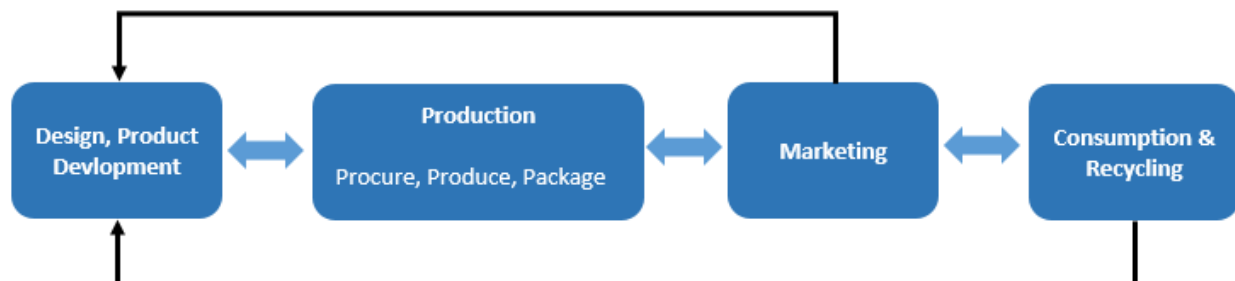 Design, Product
Devlopment
Production
Procure, Produce, Package
Marketing
Consumption &
Recycling